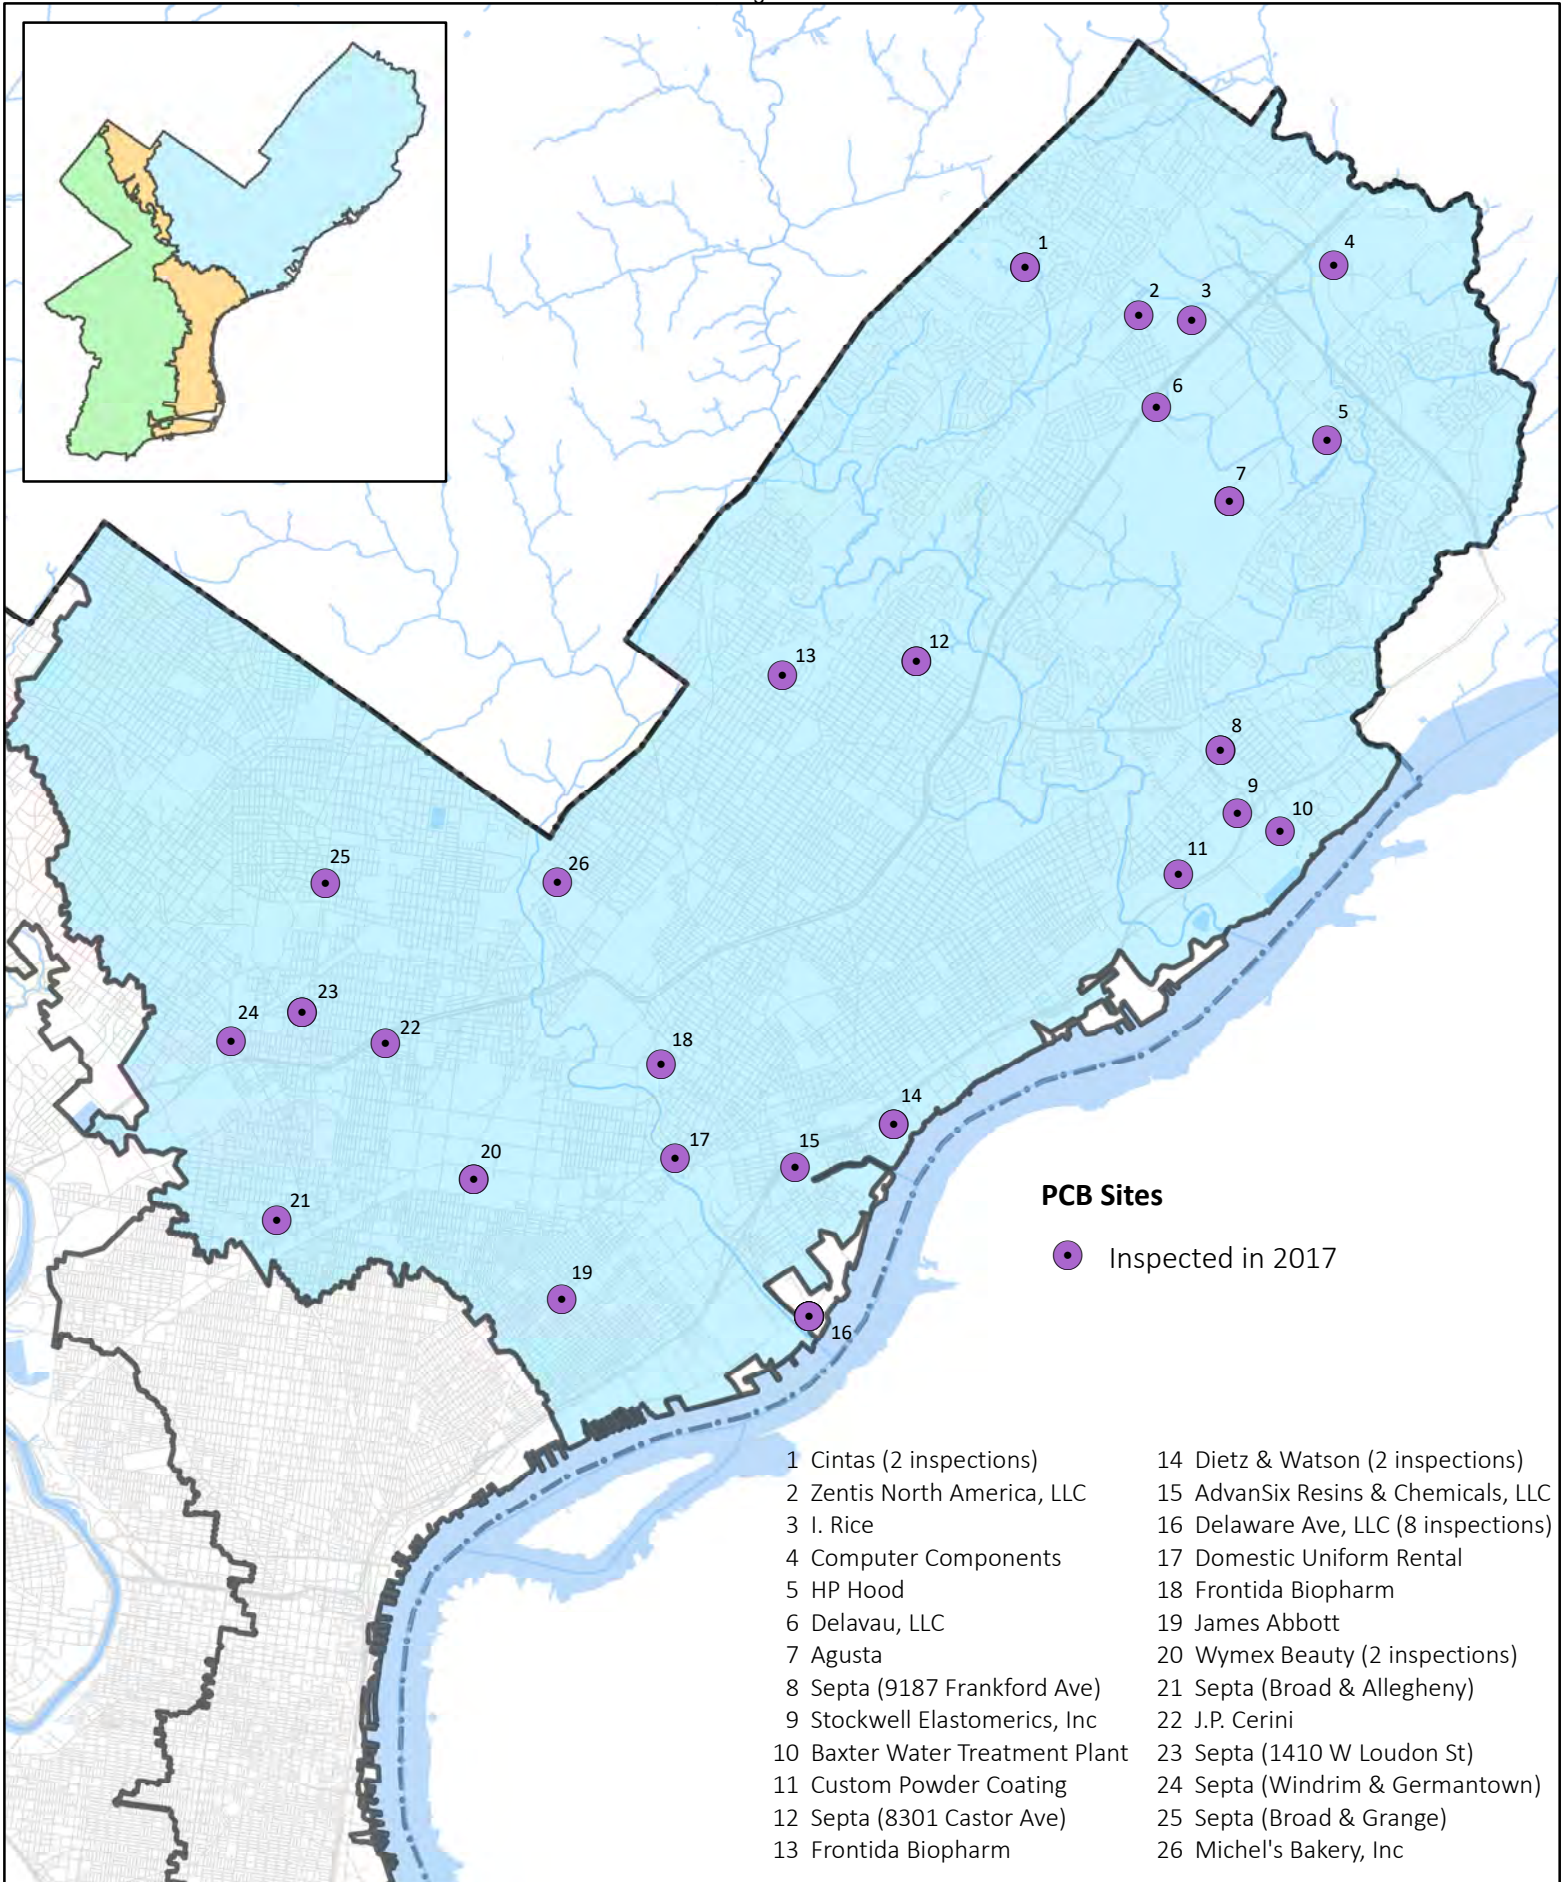 1
4
2
3
6
5
7
12
13
8
9
10
11
25
26
23
24
22
18
14
17
15
20
21
19
16
PCB Sites
Inspected in 2017
1 Cintas (2 inspections)
2 Zentis North America, LLC
3 I. Rice
4 Computer Components
5 HP Hood
6 Delavau, LLC
7 Agusta
8 Septa (9187 Frankford Ave)
9 Stockwell Elastomerics, Inc
10 Baxter Water Treatment Plant
11 Custom Powder Coating
12 Septa (8301 Castor Ave)
13 Frontida Biopharm
14 Dietz & Watson (2 inspections)
15 AdvanSix Resins & Chemicals, LLC
16 Delaware Ave, LLC (8 inspections)
17 Domestic Uniform Rental
18 Frontida Biopharm
19 James Abbott
20 Wymex Beauty (2 inspections)
21 Septa (Broad & Allegheny)
22 J.P. Cerini
23 Septa (1410 W Loudon St)
24 Septa (Windrim & Germantown)
25 Septa (Broad & Grange)
26 Michel's Bakery, Inc